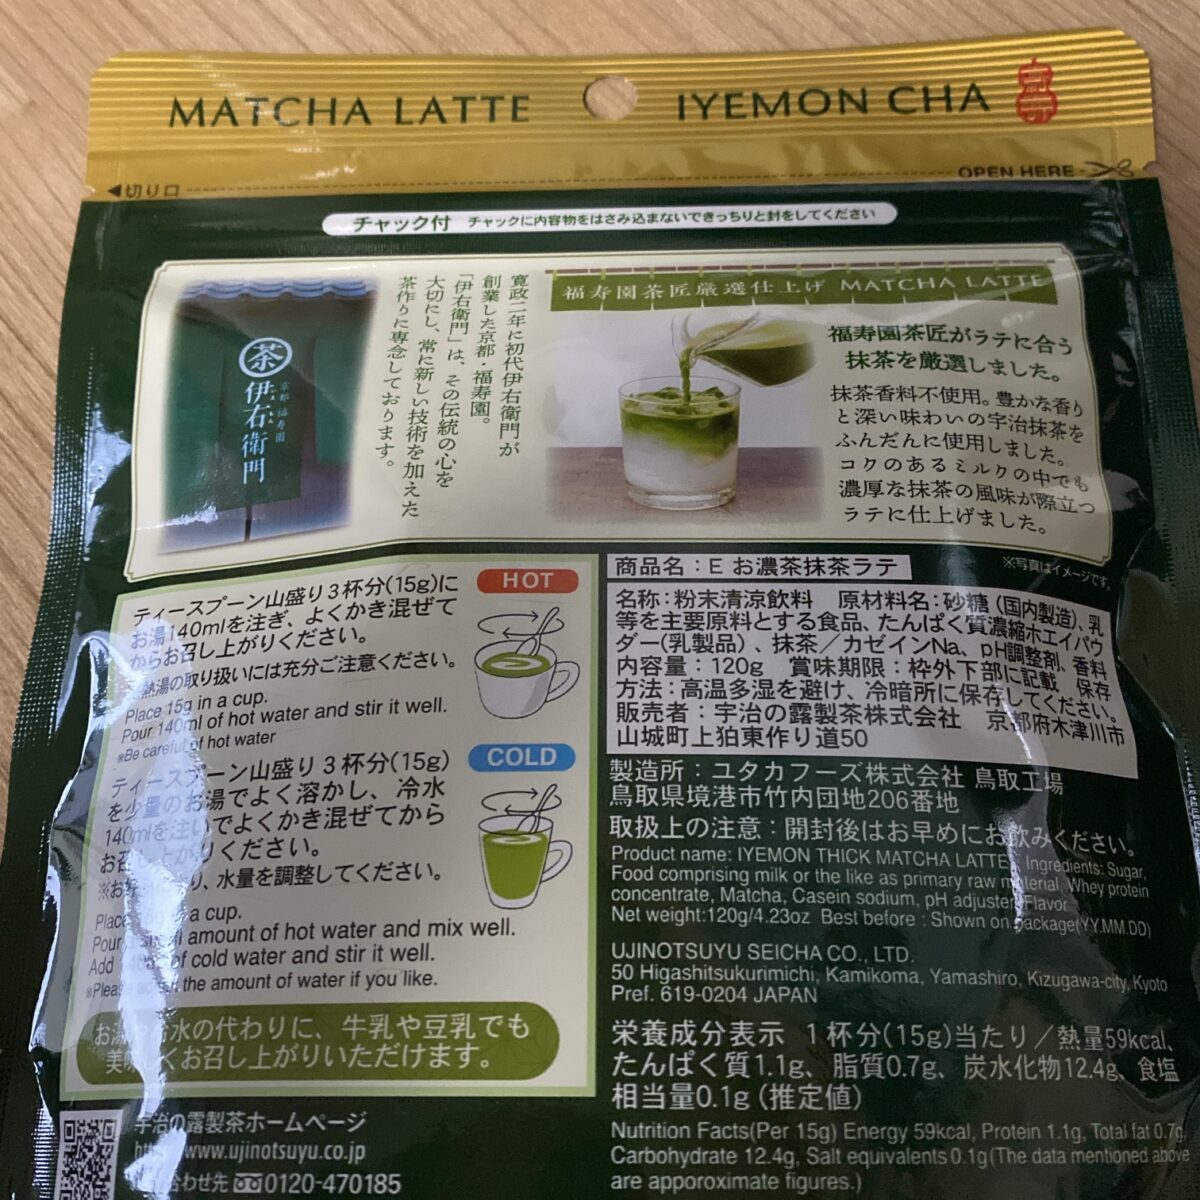 MATCHA LATTE
IYEMON CHA
◀切り口
OPEN HERE
チャック付 チャックに内容物をはさみ込まないできっちりと封をしてください
茶
京都 福寿園
伊右衛門
寛政二年に初代伊右衛門が
創業した京都 福寿園。
「伊右衛門」は、その伝統の心を
大切にし、常に新しい技術を加えた
茶作りに専念しております。
福寿園茶匠厳選仕上げ MATCHA LATTE
福寿園茶匠がラテに合う
抹茶を厳選しました。
抹茶香料不使用。豊かな香り
と深い味わいの宇治抹茶を
ふんだんに使用しました。
コクのあるミルクの中でも
濃厚な抹茶の風味が際立つ
ラテに仕上げました。
※写真はイメージです。
HOT
ティースプーン山盛り3杯分(15g)に
お湯140mlを注ぎ、よくかき混ぜて
からお召し上がりください。
熱湯の取り扱いには充分ご注意ください。
Place 15g in a cup.
Pour 140ml of hot water and stir it well.
※Be careful of hot water
COLD
ティースプーン山盛り3杯分(15g)
を少量のお湯でよく溶かし、冷水
140mlを注いでよくかき混ぜてから
お召し上がりください。
※お り、水量を調整してください。
Place in a cup.
Pour amount of hot water and mix well.
Add of cold water and stir it well.
※Please the amount of water if you like.
お湯や冷水の代わりに、牛乳や豆乳でも
美味しくお召し上がりいただけます。
宇治の露製茶ホームページ
http://www.ujinotsuyu.co.jp
合わせ先 0120-470185
商品名：E お濃茶抹茶ラテ
名称：粉末清涼飲料 原材料名：砂糖（国内製造）、乳
等を主要原料とする食品、たんぱく質濃縮ホエイパウ
ダー（乳製品）、抹茶／カゼインNa、pH調整剤、香料
内容量：120g 賞味期限：枠外下部に記載 保存
方法：高温多湿を避け、冷暗所に保存してください。
販売者：宇治の露製茶株式会社 京都府木津川市
山城町上狛東作り道50
製造所：ユタカフーズ株式会社 鳥取工場
鳥取県境港市竹内団地206番地
取扱上の注意：開封後はお早めにお飲みください。
Product name: IYEMON THICK MATCHA LATTE Ingredients: Sugar,
Food comprising milk or the like as primary raw material, Whey protein
concentrate, Matcha, Casein sodium, pH adjuster, Flavor
Net weight:120g/4.23oz Best before : Shown on package(YY.MM.DD)
UJINOTSUYU SEICHA CO., LTD.
50 Higashitsukurimichi, Kamikoma, Yamashiro, Kizugawa-city, Kyoto
Pref. 619-0204 JAPAN
栄養成分表示 1杯分(15g)当たり／熱量59kcal、
たんぱく質1.1g、脂質0.7g、炭水化物12.4g、食塩
相当量0.1g（推定値）
Nutrition Facts(Per 15g) Energy 59kcal, Protein 1.1g, Total fat 0.7g,
Carbohydrate 12.4g, Salt equivalents 0.1g(The data mentioned above
are apporoximate figures.)